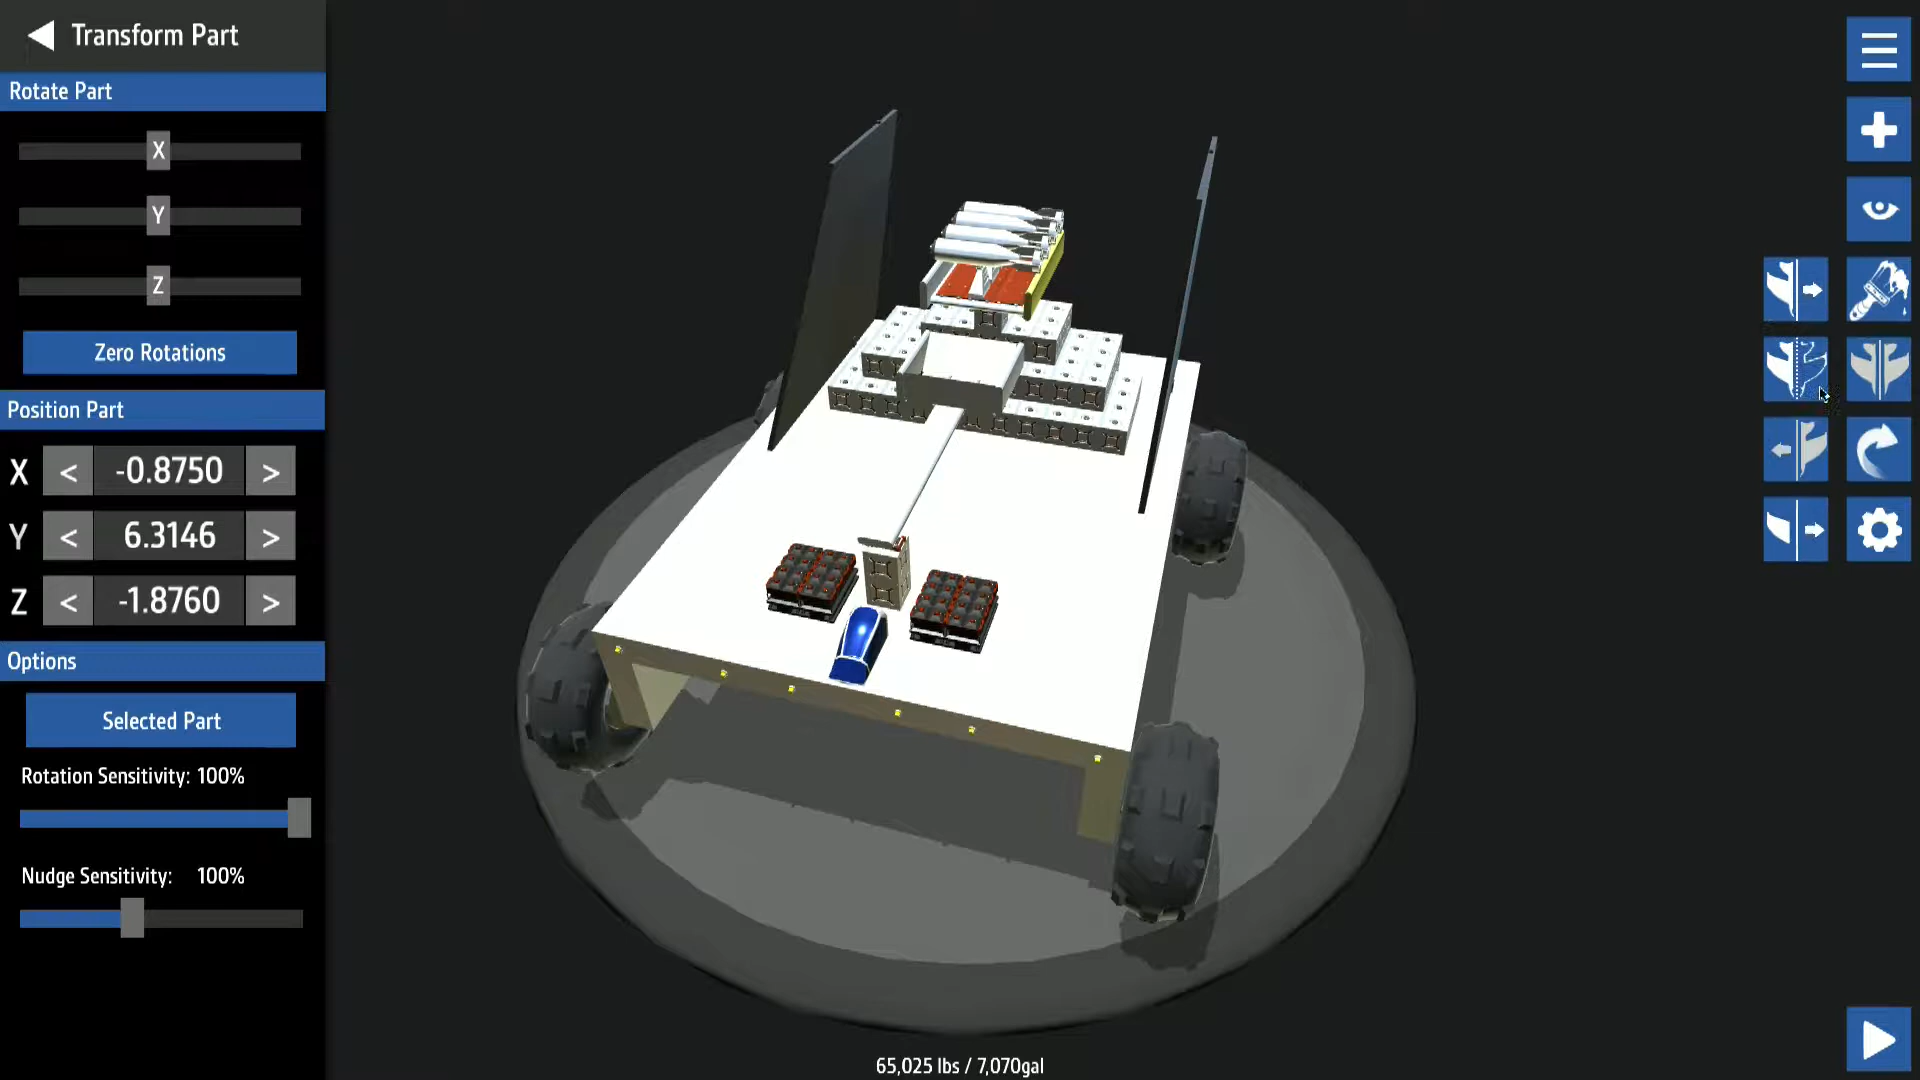 Transform Part
Rotate Part
X
Y
Z
Zero Rotations
Position Part
X < -0.8750 >
Y < 6.3146 >
Z < -1.8760 >
Options
Selected Part
Rotation Sensitivity: 100%
Nudge Sensitivity: 100%
65,025 lbs / 7,070gal